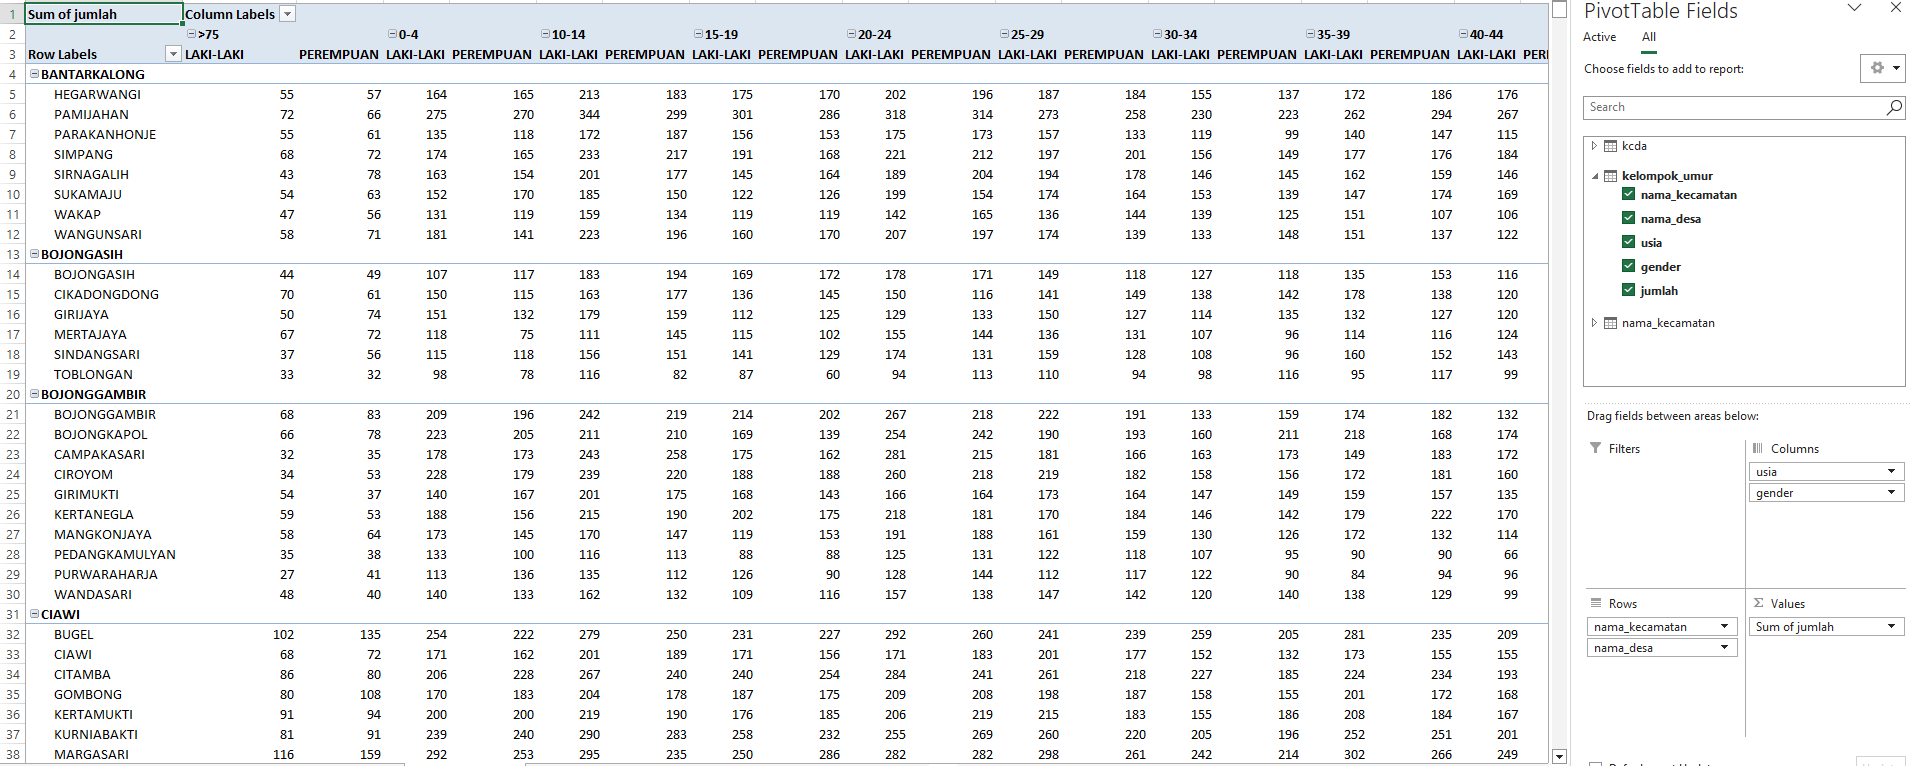 1 Sum of jumlah Column Labels
2 >75 0-4 10-14 15-19 20-24 25-29 30-34 35-39 40-44
3 Row Labels LAKI-LAKI PEREMPUAN LAKI-LAKI PEREMPUAN LAKI-LAKI PEREMPUAN LAKI-LAKI PEREMPUAN LAKI-LAKI PEREMPUAN LAKI-LAKI PEREMPUAN LAKI-LAKI PEREMPUAN LAKI-LAKI PEREMPUAN LAKI-LAKI PERI
4 BANTARKALONG
5 HEGARWANGI 55 57 164 165 213 183 175 170 202 196 187 184 155 137 172 186 176
6 PAMIJAHAN 72 66 275 270 344 299 301 286 318 314 273 258 230 223 262 294 267
7 PARAKANHONJE 55 61 135 118 172 187 156 153 175 173 157 133 119 99 140 147 115
8 SIMPANG 68 72 174 165 233 217 191 168 221 212 197 201 156 149 177 176 184
9 SIRNAGALIH 43 78 163 154 201 177 145 164 189 204 194 178 146 145 162 159 146
10 SUKAMAJU 54 63 152 170 185 150 122 126 199 154 174 164 153 139 147 174 169
11 WAKAP 47 56 131 119 159 134 119 119 142 165 136 144 139 125 151 107 106
12 WANGUNSARI 58 71 181 141 223 196 160 170 207 197 174 139 133 148 151 137 122
13 BOJONGASIH
14 BOJONGASIH 44 49 107 117 183 194 169 172 178 171 149 118 127 118 135 153 116
15 CIKADONGDONG 70 61 150 115 163 177 136 145 150 116 141 149 138 142 178 138 120
16 GIRIJAYA 50 74 151 132 179 159 112 125 129 133 150 127 114 135 132 127 120
17 MERTAJAYA 67 72 118 75 111 145 115 102 155 144 136 131 107 96 114 116 124
18 SINDANGSARI 37 56 115 118 156 151 141 129 174 131 159 128 108 96 160 152 143
19 TOBLONGAN 33 32 98 78 116 82 87 60 94 113 110 94 98 116 95 117 99
20 BOJONGGAMBIR
21 BOJONGGAMBIR 68 83 209 196 242 219 214 202 267 218 222 191 133 159 174 182 132
22 BOJONGKAPOL 66 78 223 205 211 210 169 139 254 242 190 193 160 211 218 168 174
23 CAMPAKASARI 32 35 178 173 243 258 175 162 281 215 181 166 163 173 149 183 172
24 CIROYOM 34 53 228 179 239 220 188 188 260 218 219 182 158 156 172 181 160
25 GIRIMUKTI 54 37 140 167 201 175 168 143 166 164 173 164 147 149 159 157 135
26 KERTANEGLA 59 53 188 156 215 190 202 175 218 181 170 184 146 142 179 222 170
27 MANGKONJAYA 58 64 173 145 170 147 119 153 191 188 161 159 130 126 172 132 114
28 PEDANGKAMULYAN 35 38 133 100 116 113 88 88 125 131 122 118 107 95 90 90 66
29 PURWARAHARJA 27 41 113 136 135 112 126 90 128 144 112 117 122 90 84 94 96
30 WANDASARI 48 40 140 133 162 132 109 116 157 138 147 142 120 140 138 129 99
31 CIAWI
32 BUGEL 102 135 254 222 279 250 231 227 292 260 241 239 259 205 281 235 209
33 CIAWI 68 72 171 162 201 189 171 156 171 183 201 177 152 132 173 155 155
34 CITAMBA 86 80 206 228 267 240 240 254 284 241 261 218 227 185 224 234 193
35 GOMBONG 80 108 170 183 204 178 187 175 209 208 198 187 158 155 201 172 168
36 KERTAMUKTI 91 94 200 200 219 190 176 185 206 219 215 183 155 186 208 184 167
37 KURNIABAKTI 81 91 239 240 290 283 258 232 255 269 260 220 205 196 252 251 201
38 MARGASARI 116 159 292 253 295 235 250 286 282 282 298 261 242 214 302 266 249
PivotTable Fields
Active All
Choose fields to add to report:
Search
kcda
kelompok_umur
nama_kecamatan
nama_desa
usia
gender
jumlah
nama_kecamatan
Drag fields between areas below:
Filters
Columns
usia
gender
Rows
nama_kecamatan
nama_desa
Values
Sum of jumlah